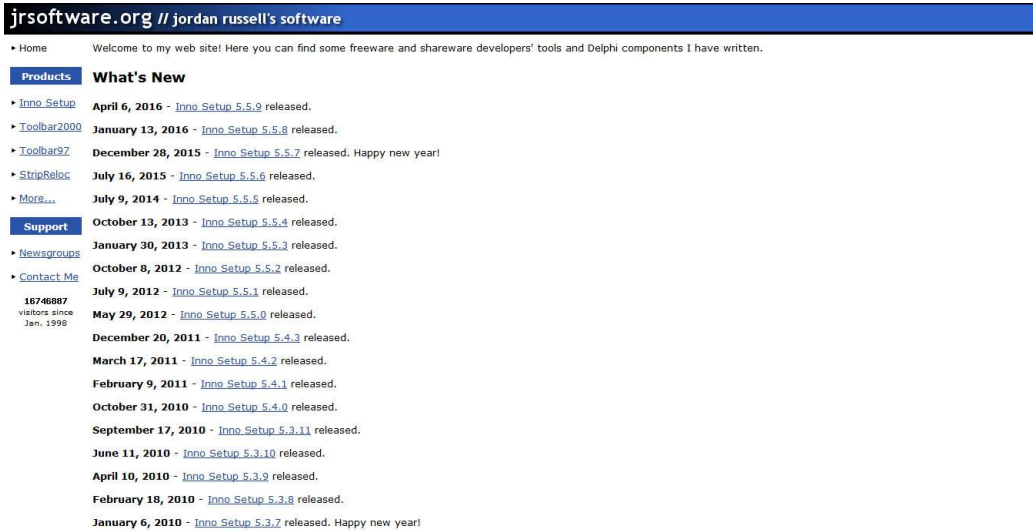 jrsoftware.org // jordan russell's software
Home
Products
Inno Setup
Toolbar2000
Toolbar97
StripReloc
More...
Support
Newsgroups
Contact Me
16746887
visitors since
Jan. 1998
Welcome to my web site! Here you can find some freeware and shareware developers' tools and Delphi components I have written.
What's New
April 6, 2016 - Inno Setup 5.5.9 released.
January 13, 2016 - Inno Setup 5.5.8 released.
December 28, 2015 - Inno Setup 5.5.7 released. Happy new year!
July 16, 2015 - Inno Setup 5.5.6 released.
July 9, 2014 - Inno Setup 5.5.5 released.
October 13, 2013 - Inno Setup 5.5.4 released.
January 30, 2013 - Inno Setup 5.5.3 released.
October 8, 2012 - Inno Setup 5.5.2 released.
July 9, 2012 - Inno Setup 5.5.1 released.
May 29, 2012 - Inno Setup 5.5.0 released.
December 20, 2011 - Inno Setup 5.4.3 released.
March 17, 2011 - Inno Setup 5.4.2 released.
February 9, 2011 - Inno Setup 5.4.1 released.
October 31, 2010 - Inno Setup 5.4.0 released.
September 17, 2010 - Inno Setup 5.3.11 released.
June 11, 2010 - Inno Setup 5.3.10 released.
April 10, 2010 - Inno Setup 5.3.9 released.
February 18, 2010 - Inno Setup 5.3.8 released.
January 6, 2010 - Inno Setup 5.3.7 released. Happy new year!